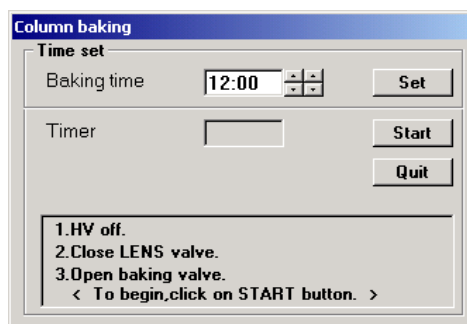 Column baking
Time set
Baking time 12:00 Set
Timer Start
Quit
1.HV off.
2.Close LENS valve.
3.Open baking valve.
< To begin,click on START button. >